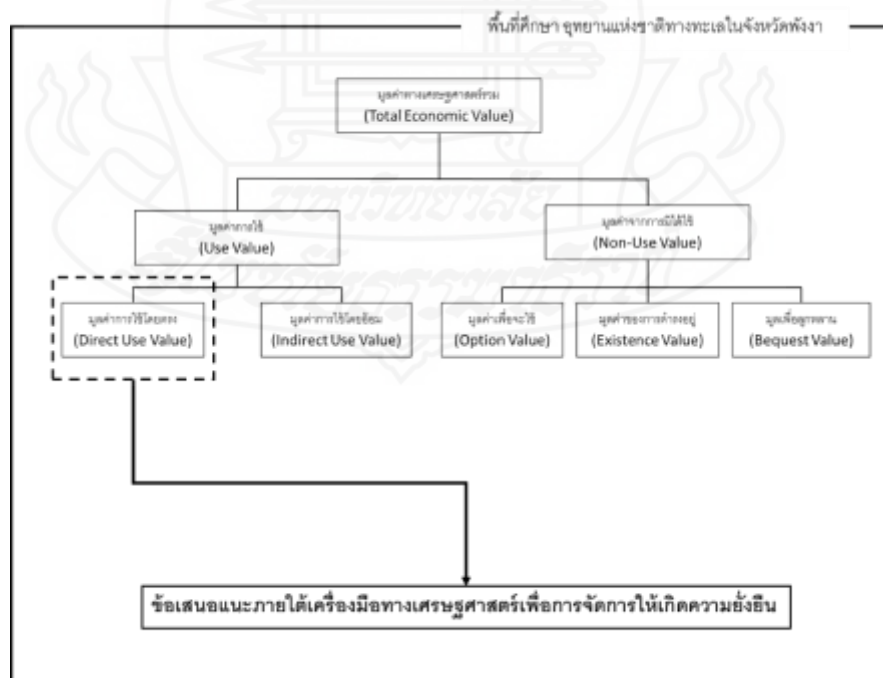 พื้นที่ศึกษา อุทยานแห่งชาติทางทะเลในจังหวัดพังงา
มูลค่าทางเศรษฐศาสตร์รวม
(Total Economic Value)
มหาวิทยาลัย
มูลค่าการใช้
(Use Value)
มูลค่าจากการมิได้ใช้
(Non-Use Value)
มูลค่าการใช้โดยตรง
(Direct Use Value)
มูลค่าการใช้โดยอ้อม
(Indirect Use Value)
มูลค่าเพื่อจะใช้
(Option Value)
มูลค่าของการคงอยู่
(Existence Value)
มูลเพื่อลูกหลาน
(Bequest Value)
ข้อเสนอแนะภายใต้เครื่องมือทางเศรษฐศาสตร์เพื่อการจัดการให้เกิดความยั่งยืน